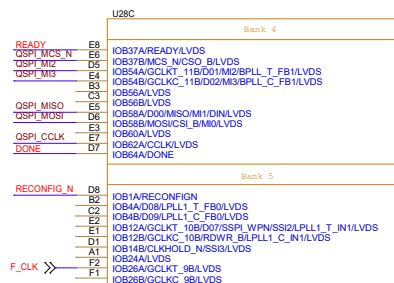 U28C
Bank 4
READY E8 IOB37A/READY/LVDS
QSPI_MCS_N E6 IOB37B/MCS_N/CSO_B/LVDS
QSPI_MI2 D5 IOB54A/GCLKT_11B/D01/MI2/BPLL_T_FB1/LVDS
QSPI_MI3 E4 IOB54B/GCLKC_11B/D02/MI3/BPLL_C_FB1/LVDS
B3 IOB56A/LVDS
C3 IOB56B/LVDS
QSPI_MISO E5 IOB58A/D00/MISO/MI1/DIN/LVDS
QSPI_MOSI D6 IOB58B/MOSI/CSI_B/MI0/LVDS
E3 IOB60A/LVDS
QSPI_CCLK E7 IOB62A/CCLK/LVDS
DONE D7 IOB64A/DONE
Bank 5
RECONFIG_N D8 IOB1A/RECONFIGN
B2 IOB4A/D08/LPLL1_T_FB0/LVDS
C2 IOB4B/D09/LPLL1_C_FB0/LVDS
E2 IOB12A/GCLKT_10B/D07/SSPI_WPN/SSI2/LPLL1_T_IN1/LVDS
E1 IOB12B/GCLKC_10B/RDWR_B/LPLL1_C_IN1/LVDS
D1 IOB14B/CLKHOLD_N/SSI3/LVDS
A1 IOB24A/LVDS
F_CLK F2 IOB26A/GCLKT_9B/LVDS
F1 IOB26B/GCLKC_9B/LVDS